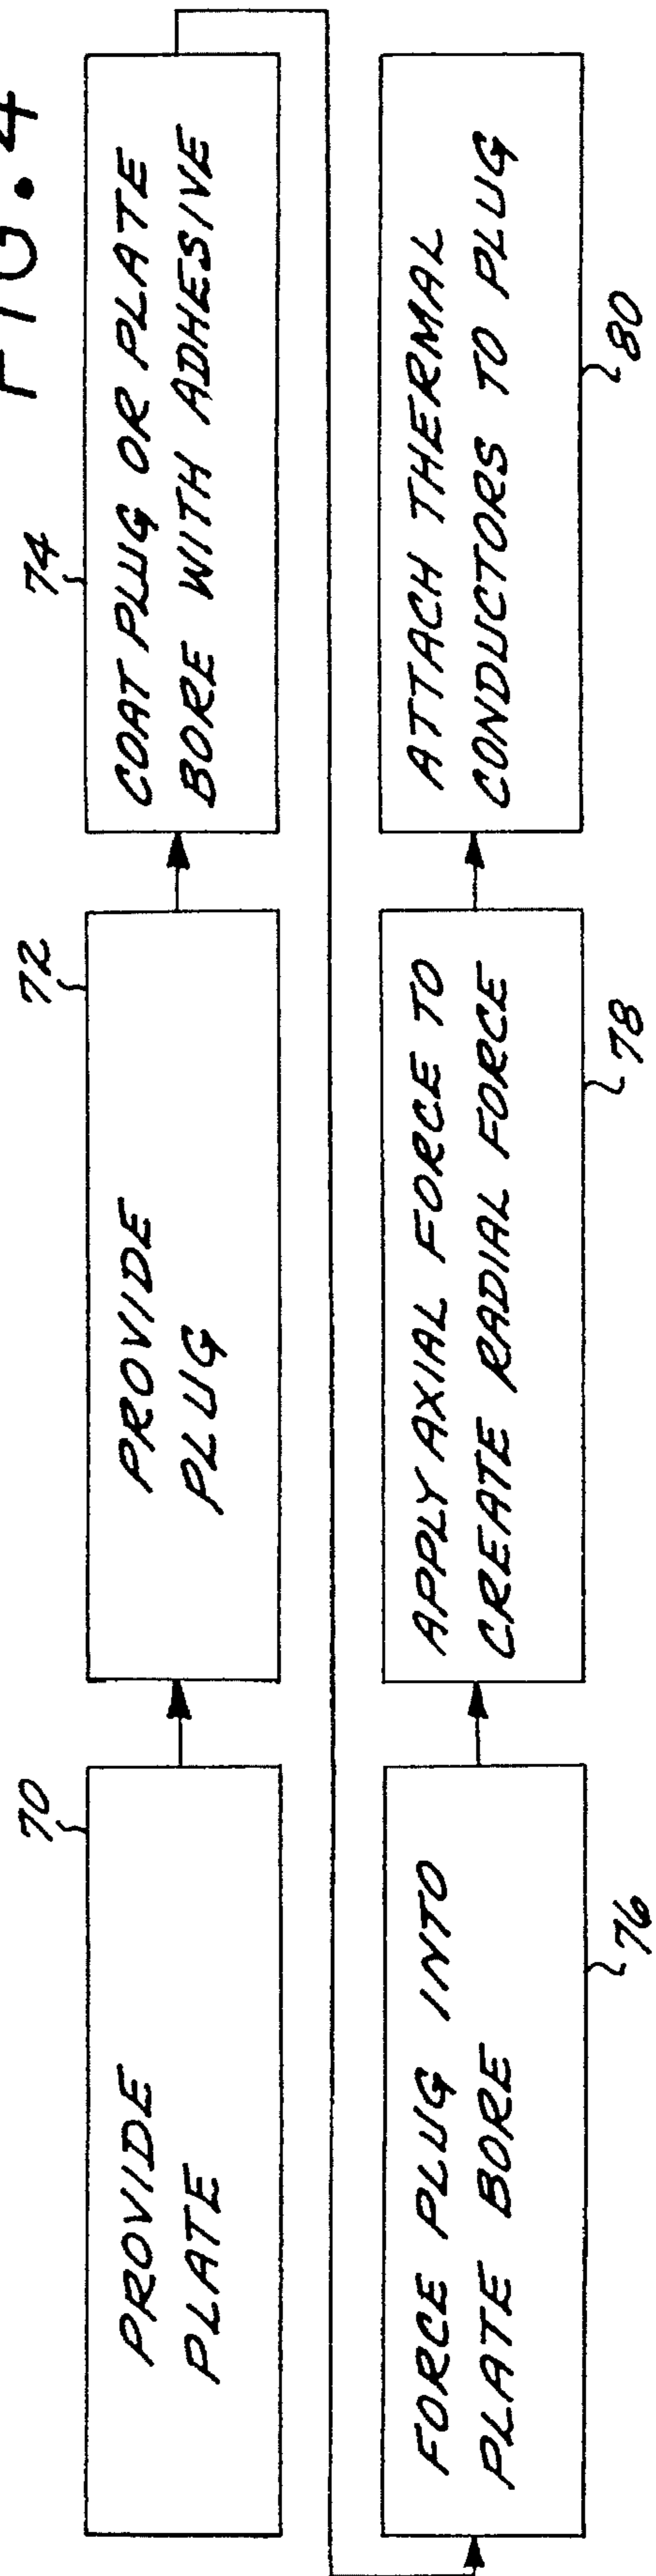 FIG. 4
70
PROVIDE
PLATE
72
PROVIDE
PLUG
74
COAT PLUG OR PLATE
BORE WITH ADHESIVE
FORCE PLUG INTO
PLATE BORE
76
APPLY AXIAL FORCE TO
CREATE RADIAL FORCE
78
ATTACH THERMAL
CONDUCTORS TO PLUG
80